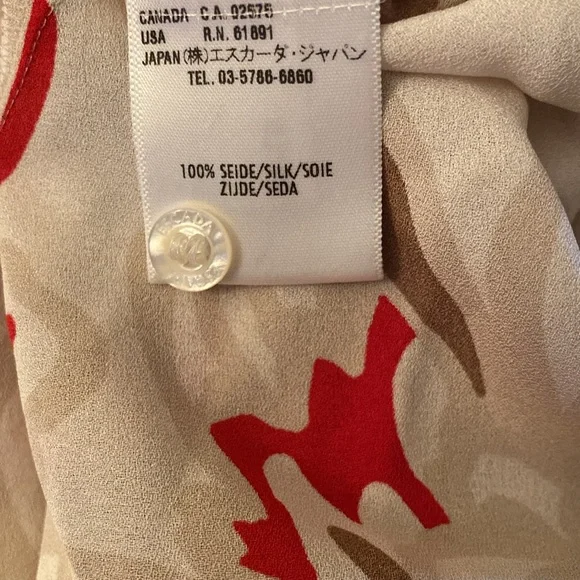 CANADA C.A. 02575
USA R.N. 61891
JAPAN (株)エスカーダ・ジャパン
TEL. 03-5786-6860
100% SEIDE/SILK/SOIE
ZIJDE/SEDA